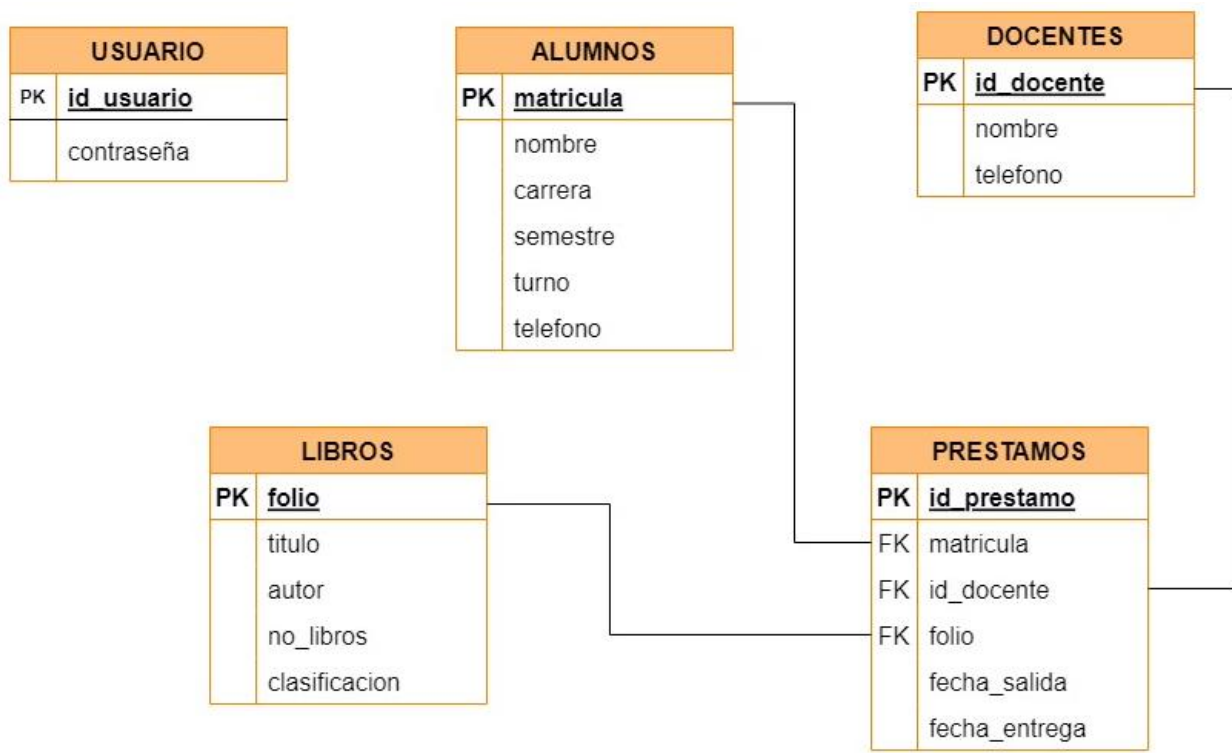 USUARIO
PK id_usuario
contraseña
ALUMNOS
PK matricula
nombre
carrera
semestre
turno
telefono
DOCENTES
PK id_docente
nombre
telefono
LIBROS
PK folio
titulo
autor
no_libros
clasificacion
PRESTAMOS
PK id_prestamo
FK matricula
FK id_docente
FK folio
fecha_salida
fecha_entrega